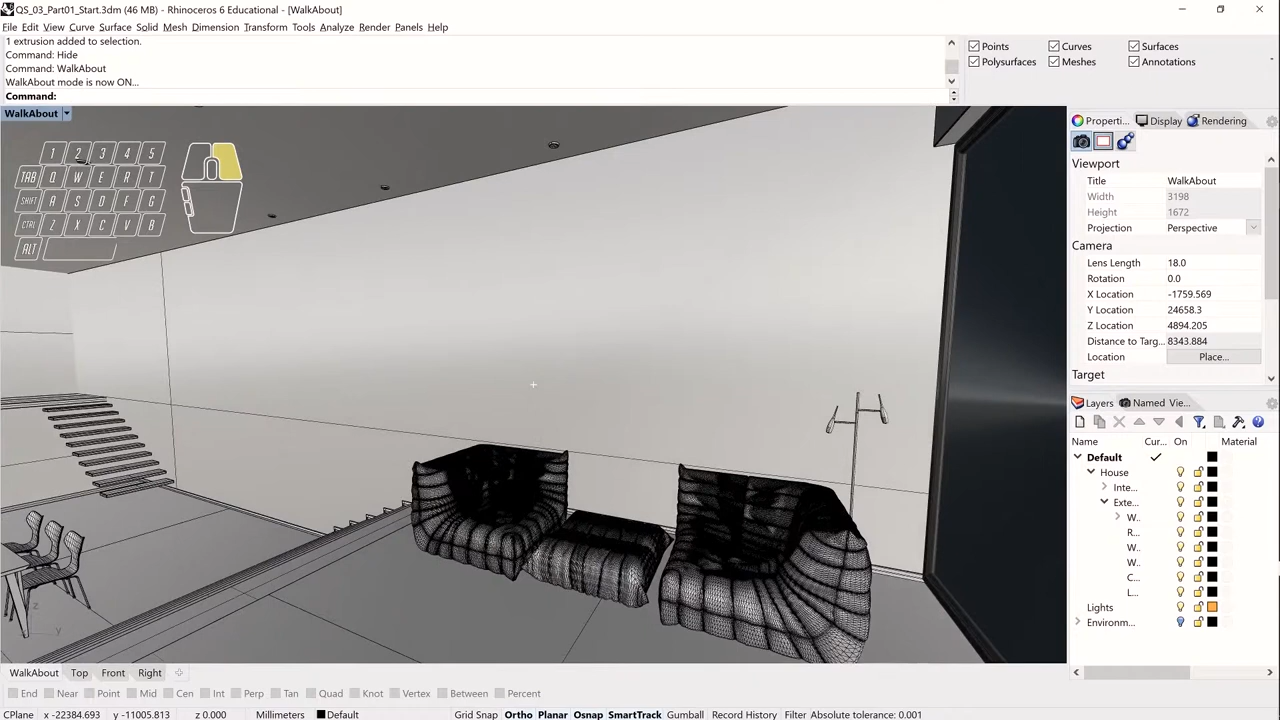 QS_03_Part01_Start.3dm (46 MB) - Rhinoceros 6 Educational - [WalkAbout]
File Edit View Curve Surface Solid Mesh Dimension Transform Tools Analyze Render Panels Help
1 extrusion added to selection.
Command: Hide
Command: WalkAbout
WalkAbout mode is now ON...
Command:
Points Curves Surfaces
Polysurfaces Meshes Annotations
WalkAbout
1 2 3 4 5
TAB Q W E R T
SHIFT A S D F G
CTRL Z X C V B
ALT
z
y
Properti... Display Rendering
Viewport
Title WalkAbout
Width 3198
Height 1672
Projection Perspective
Camera
Lens Length 18.0
Rotation 0.0
X Location -1759.569
Y Location 24658.3
Z Location 4894.205
Distance to Targ... 8343.884
Location Place...
Target
Layers Named Vie...
Name Cur... On Material
Default
House
Inte...
Exte...
W..
R..
W..
W..
C..
L...
Lights
Environm...
WalkAbout Top Front Right
End Near Point Mid Cen Int Perp Tan Quad Knot Vertex Between Percent
CPlane x -22384.693 y -11005.813 z 0.000 Millimeters Default Grid Snap Ortho Planar Osnap SmartTrack Gumball Record History Filter Absolute tolerance: 0.001